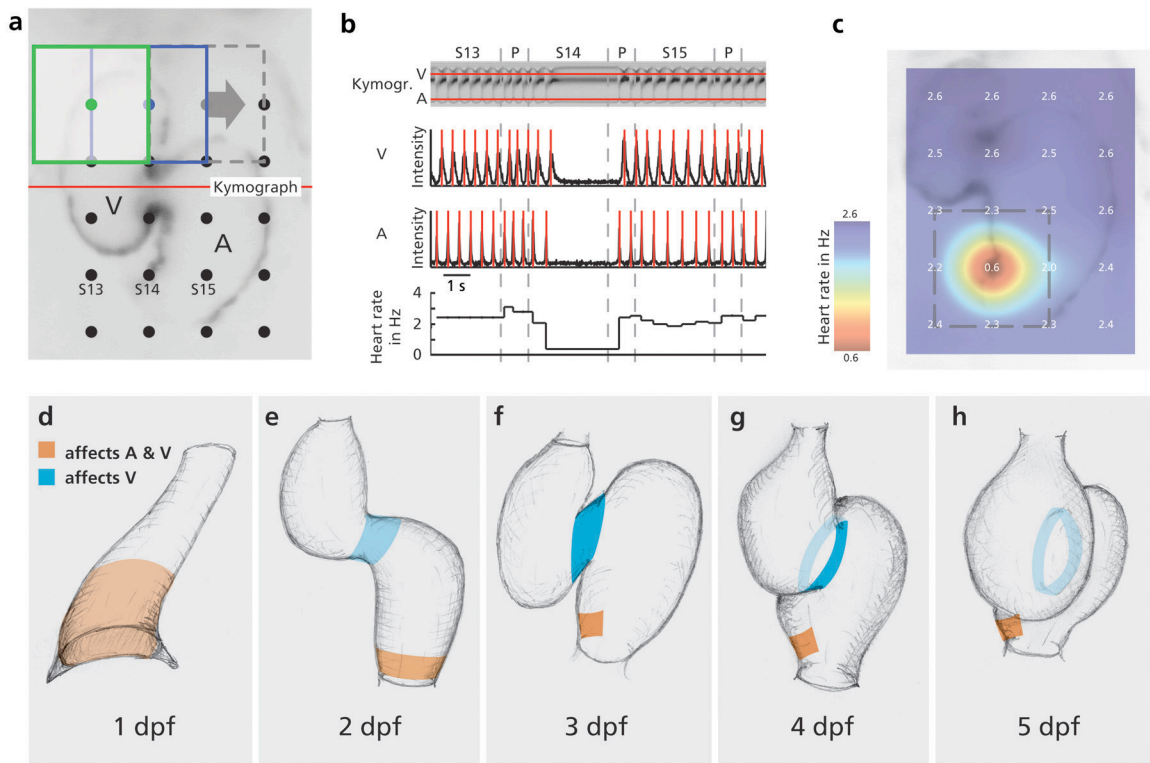 a
Kymograph
V
A
S13 S14 S15
b
S13 P S14 P S15 P
V
Kymogr.
A
V
Intensity
A
Intensity
1 s
Heart rate
in Hz
4
2
0
c
2.6 2.6 2.6 2.6
2.5 2.6 2.5 2.6
2.3 2.3 2.3 2.6
2.2 0.6 2.0 2.4
2.4 2.3 2.3 2.4
2.6
Heart rate in Hz
0.6
d
affects A & V
affects V
1 dpf
e
2 dpf
f
3 dpf
g
4 dpf
h
5 dpf